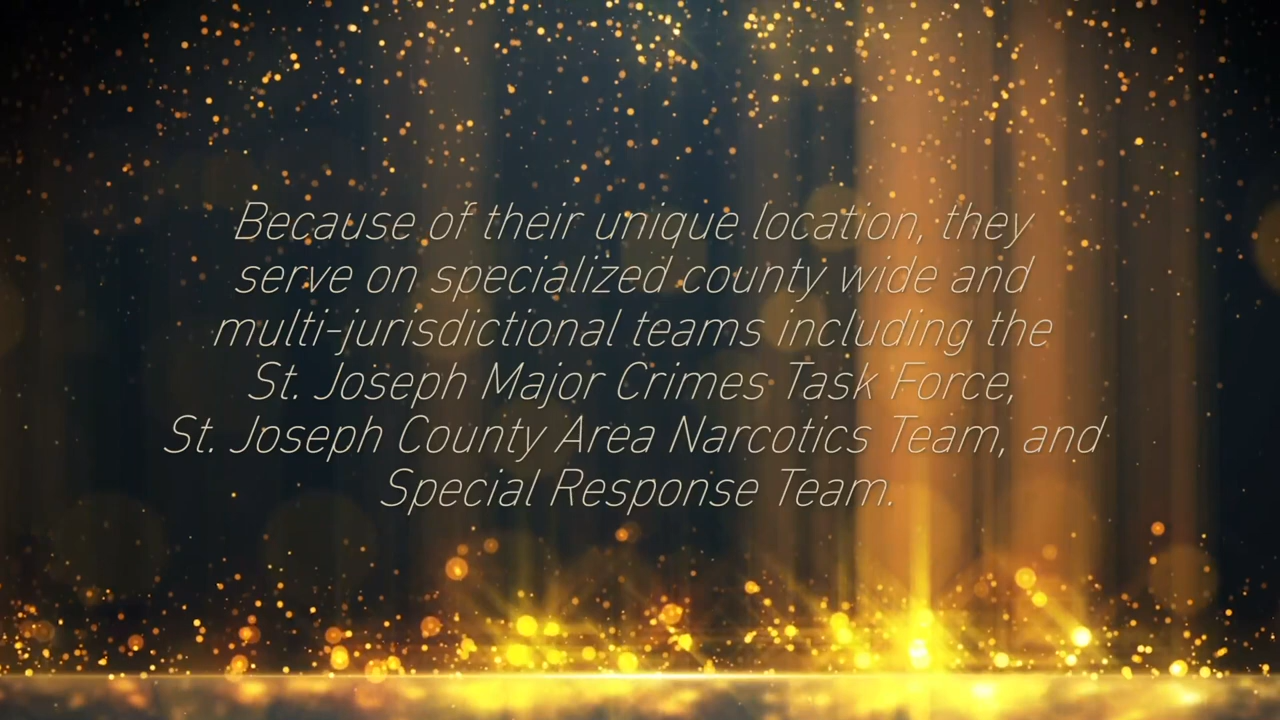 Because of their unique location, they
serve on specialized county wide and
multi-jurisdictional teams including the
St. Joseph Major Crimes Task Force,
St. Joseph County Area Narcotics Team, and
Special Response Team.